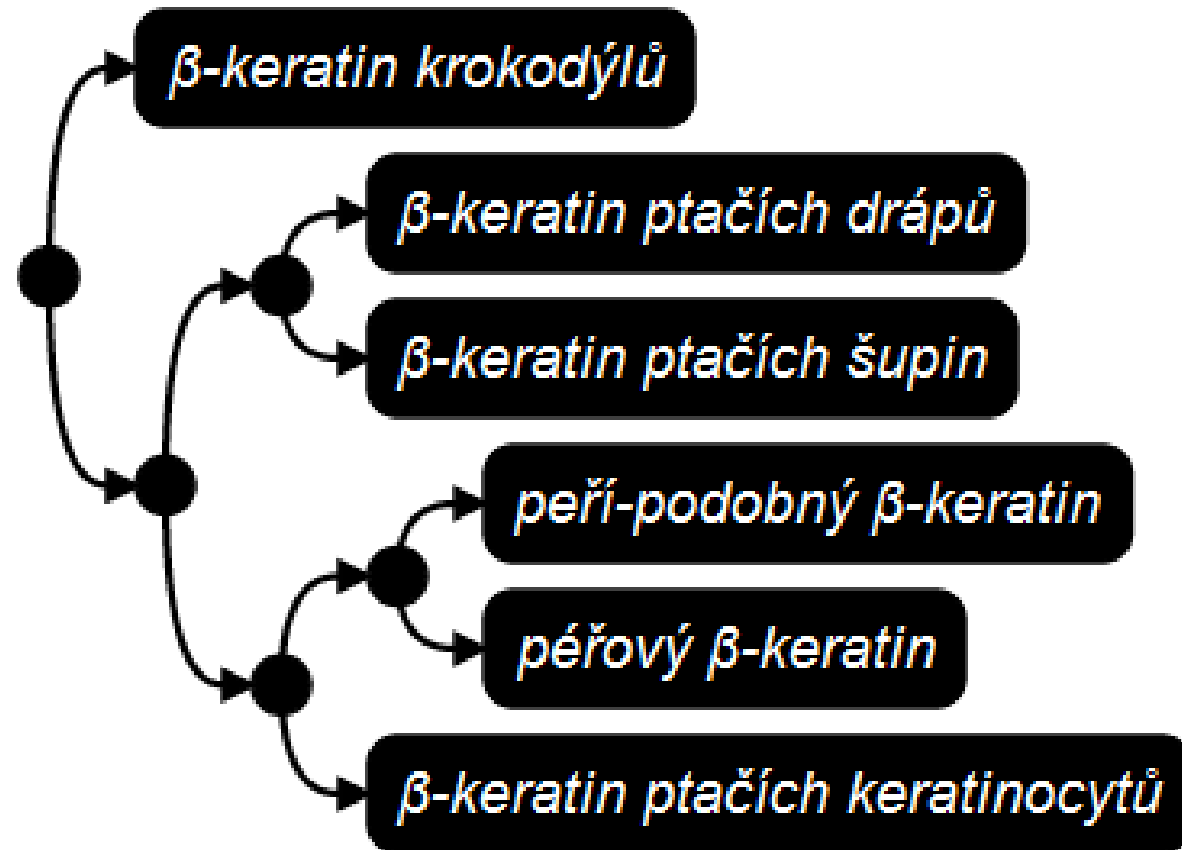 β-keratin krokodýlů
β-keratin ptačích drápů
β-keratin ptačích šupin
peří-podobný β-keratin
péřový β-keratin
β-keratin ptačích keratinocytů